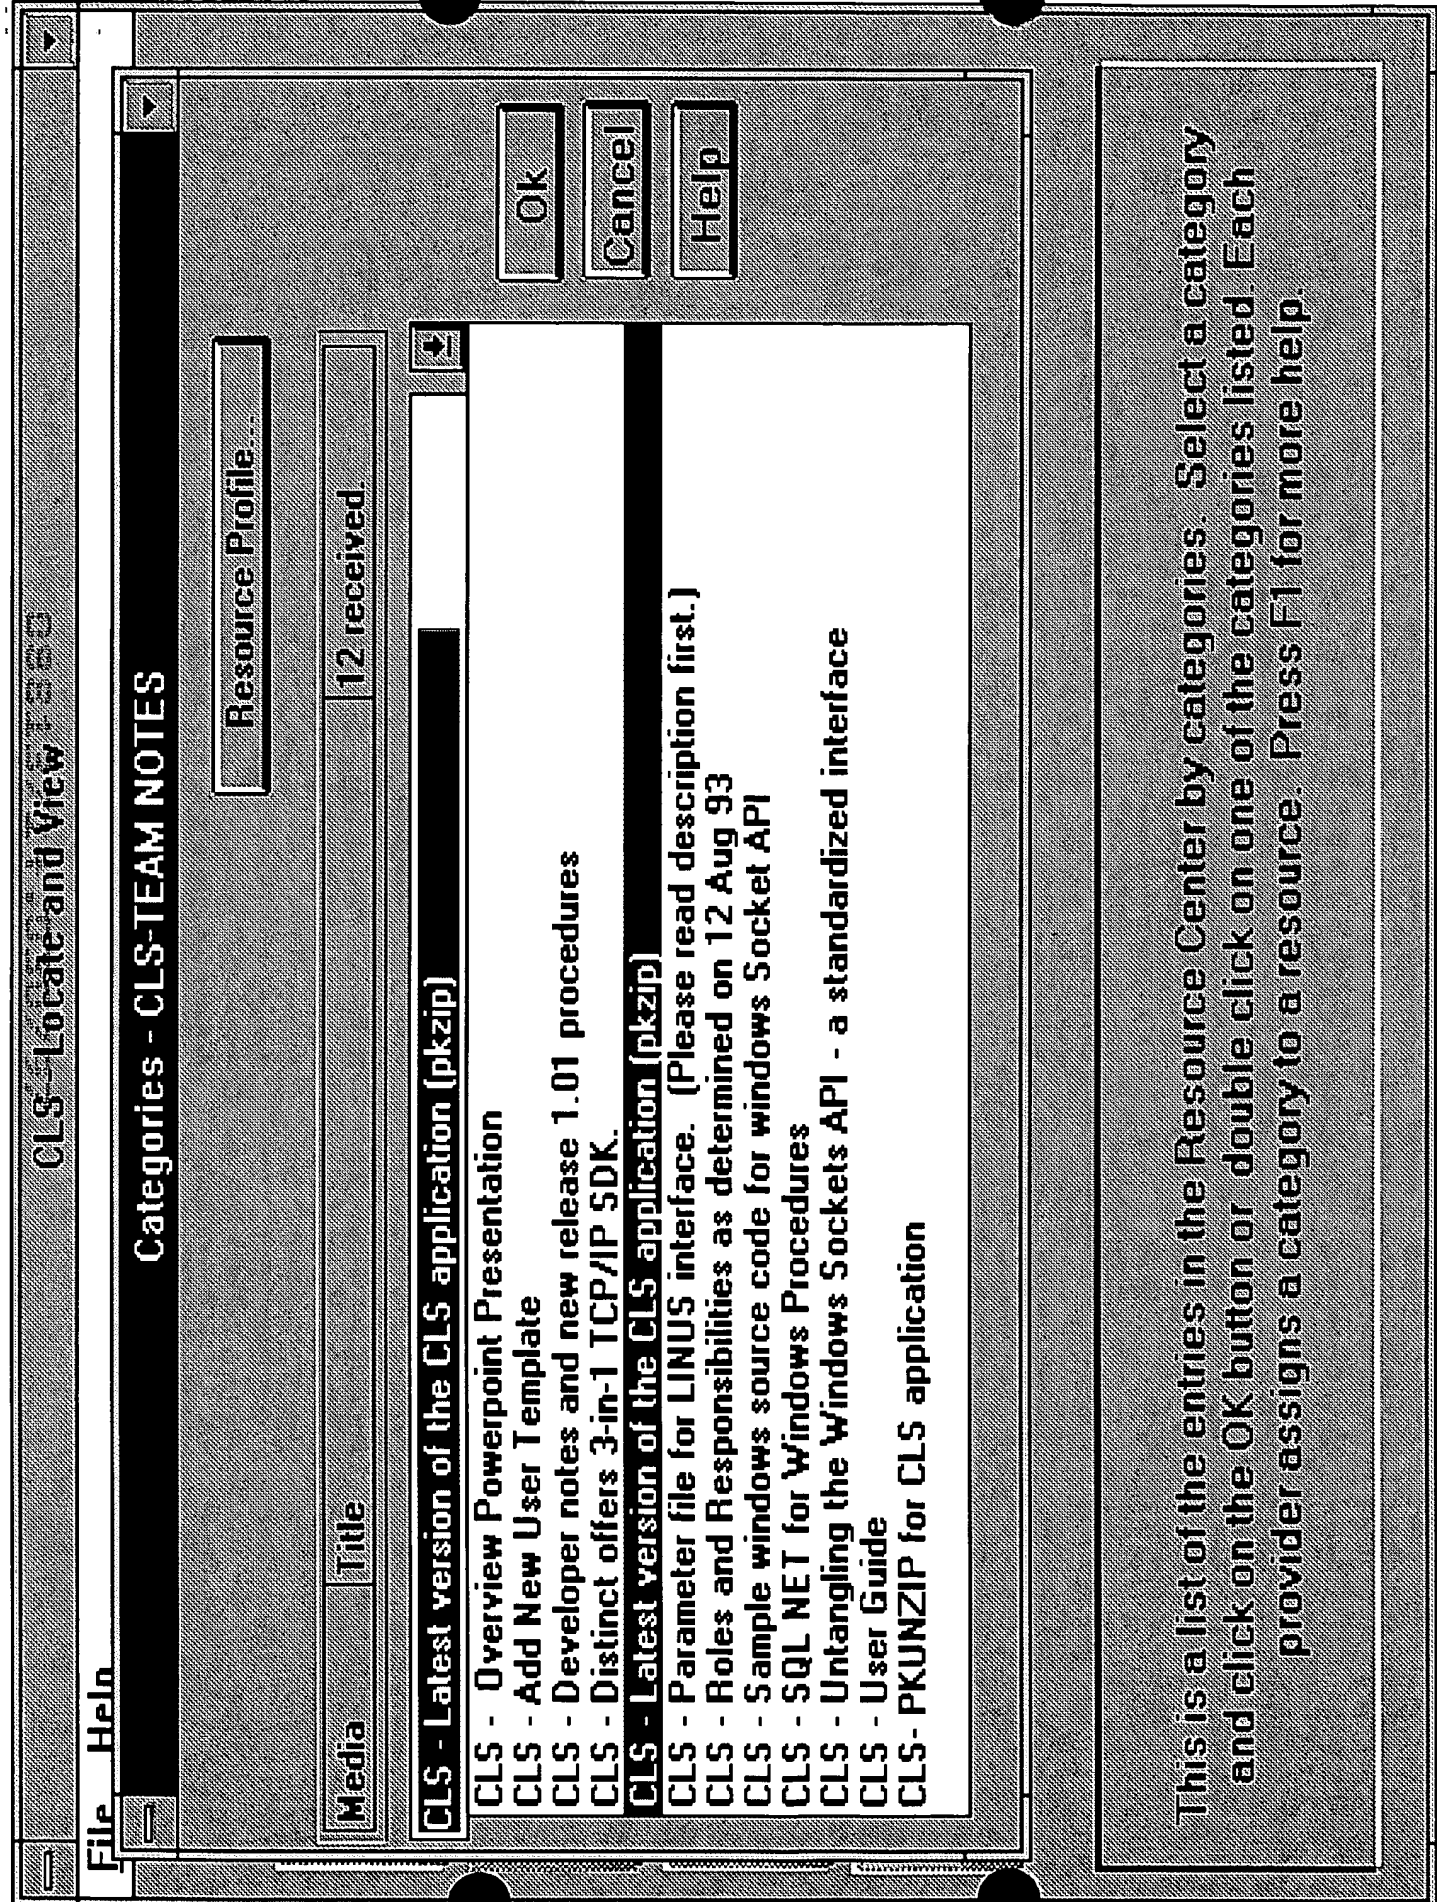 CLS--Locate and View
File Help
Categories - CLS-TEAM NOTES
Resource Profile...
Media Title 12 received.
CLS - Latest version of the CLS application (pkzip)
CLS - Overview Powerpoint Presentation
CLS - Add New User Template
CLS - Developer notes and new release 1.01 procedures
CLS - Distinct offers 3-in-1 TCP/IP SDK.
CLS - Latest version of the CLS application (pkzip)
CLS - Parameter file for LINUS interface. (Please read description first.)
CLS - Roles and Responsibilities as determined on 12 Aug 93
CLS - Sample windows source code for windows Socket API
CLS - SQL NET for Windows Procedures
CLS - Untangling the Windows Sockets API - a standardized interface
CLS - User Guide
CLS- PKUNZIP for CLS application
Ok
Cancel
Help
This is a list of the entries in the Resource Center by categories. Select a category
and click on the OK button or double click on one of the categories listed. Each
provider assigns a category to a resource. Press F1 for more help.